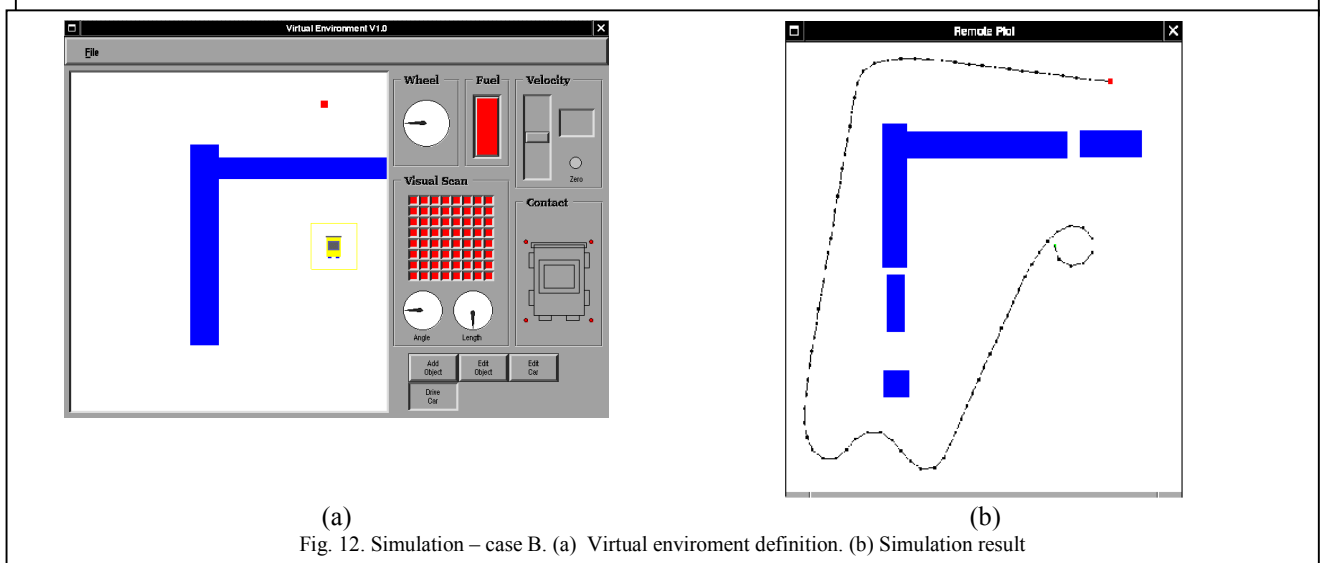 Virtual Environment V1.0
File
Wheel
Fuel
Velocity
Zero
Visual Scan
Contact
Angle
Length
Add Object
Edit Object
Edit Car
Drive Car
Remote Plot
(a)
(b)
Fig. 12. Simulation – case B. (a) Virtual enviroment definition. (b) Simulation result